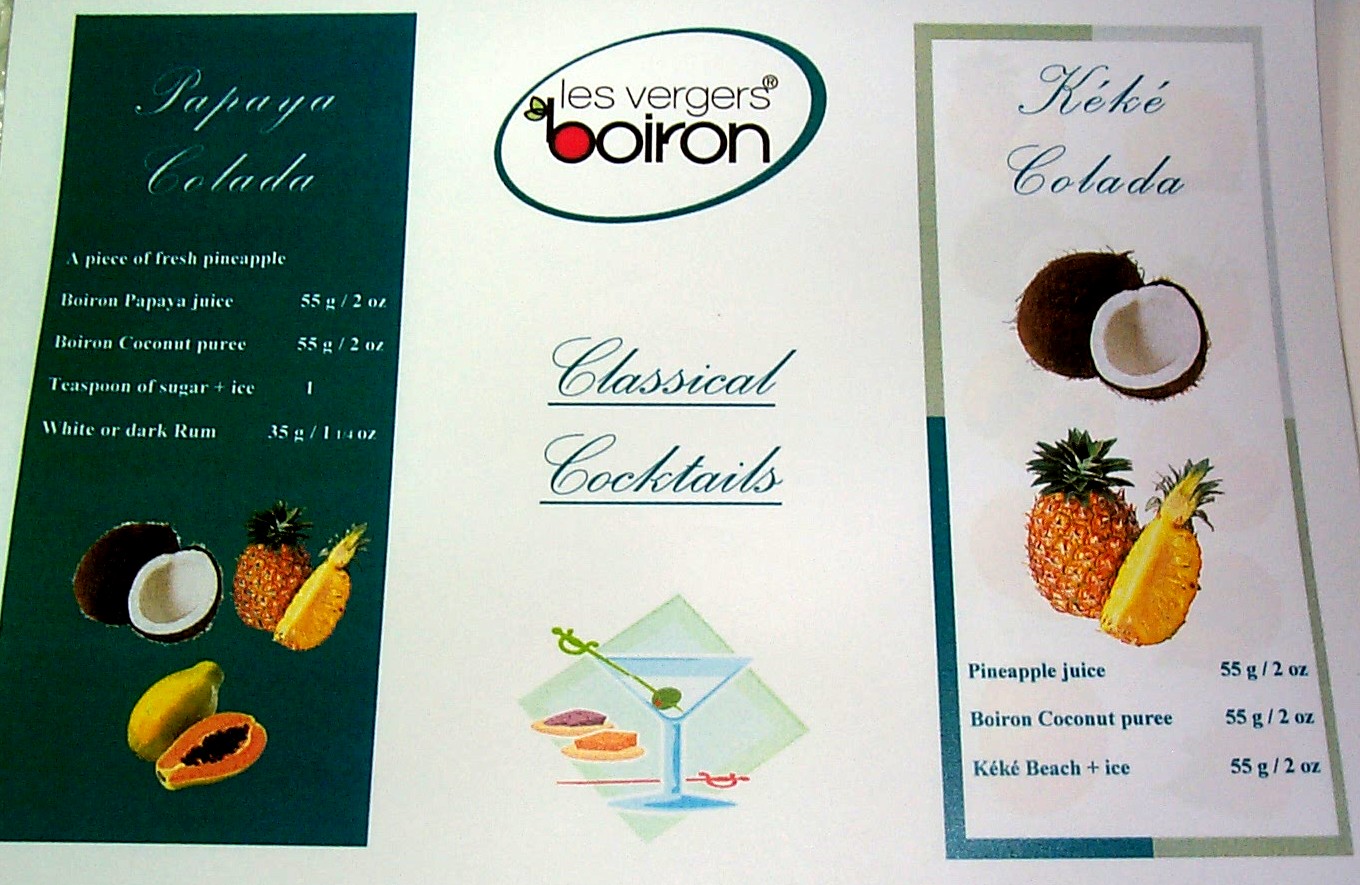 Papaya
Colada
A piece of fresh pineapple
Boiron Papaya juice 55 g / 2 oz
Boiron Coconut puree 55 g / 2 oz
Teaspoon of sugar + ice 1
White or dark Rum 35 g / 1 1/4 oz
les vergers®
boiron
Classical
Cocktails
Kéké
Colada
Pineapple juice 55 g / 2 oz
Boiron Coconut puree 55 g / 2 oz
Kéké Beach + ice 55 g / 2 oz